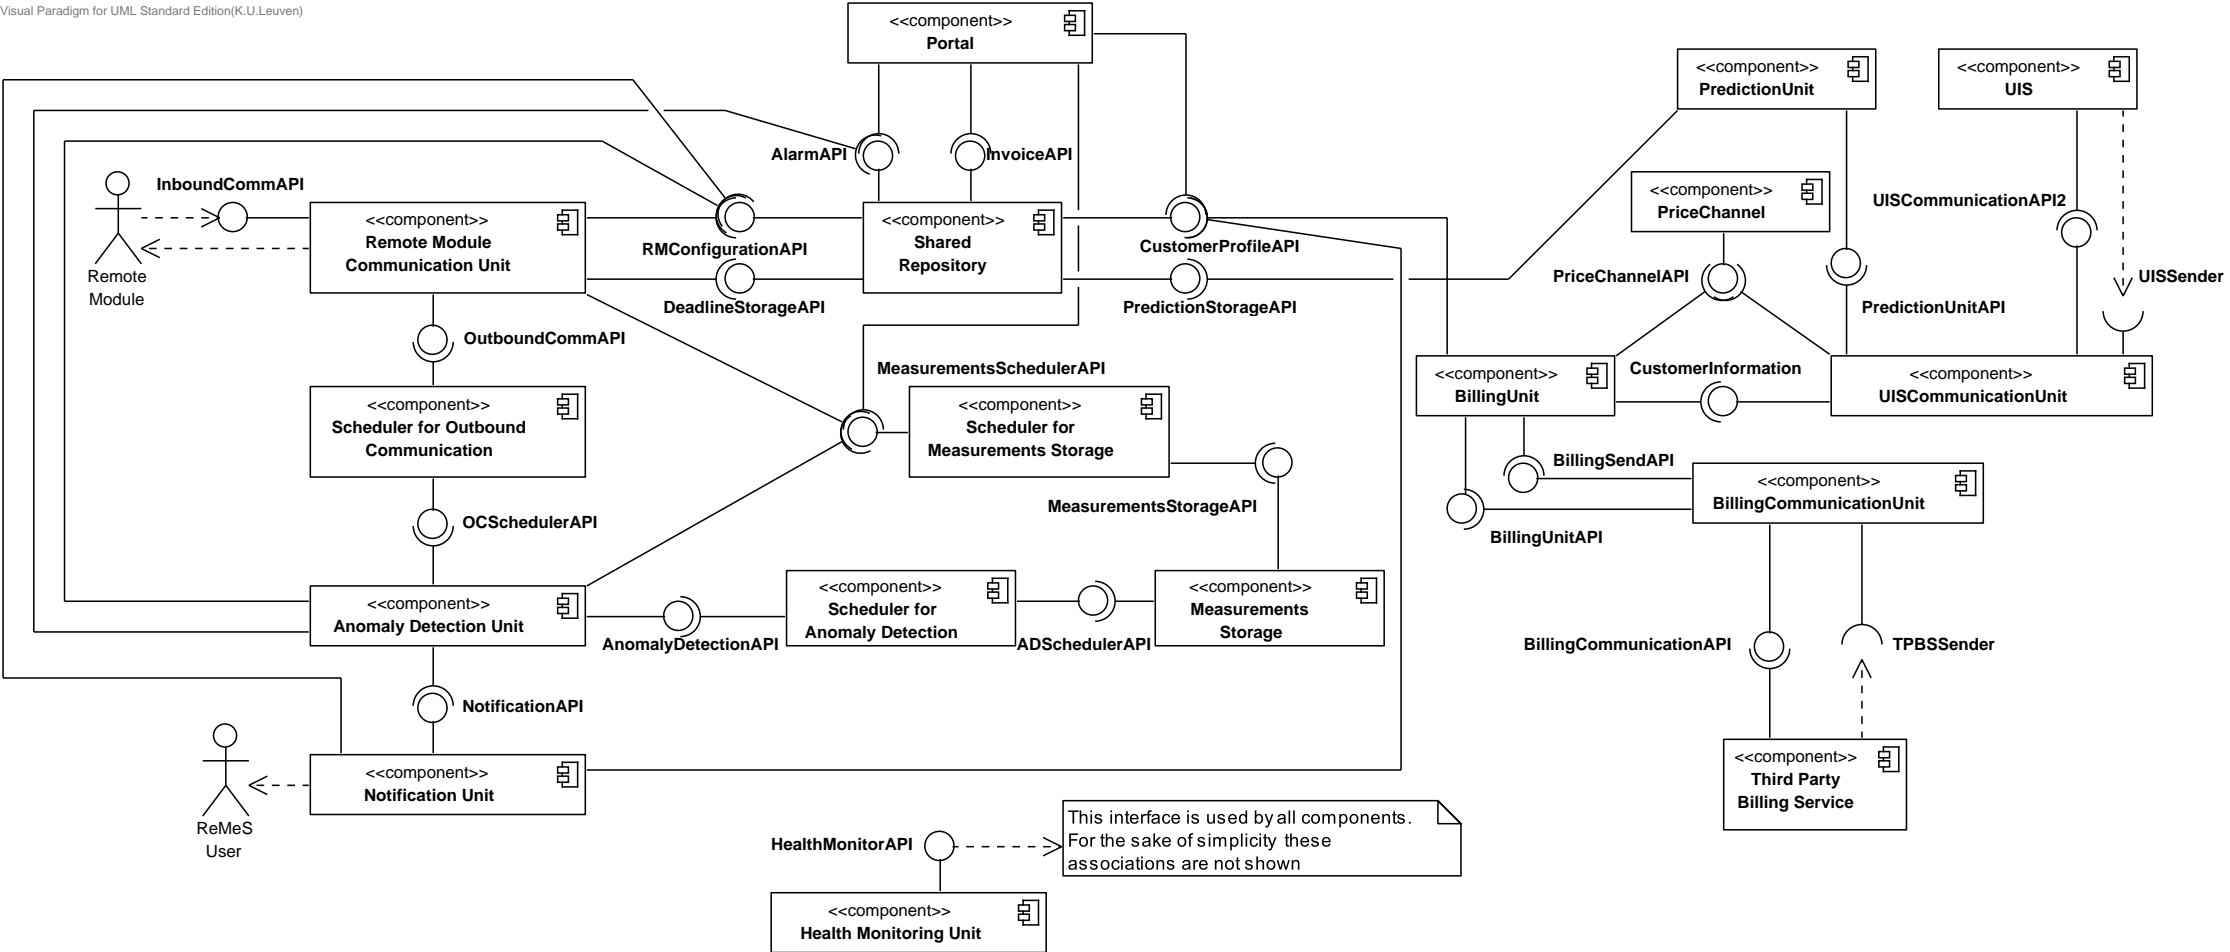 Visual Paradigm for UML Standard Edition(K.U.Leuven)
<<component>>
Portal
<<component>>
PredictionUnit
<<component>>
UIS
AlarmAPI
InvoiceAPI
InboundCommAPI
<<component>>
PriceChannel
UISCommunicationAPI2
<<component>>
Remote Module
Communication Unit
RMConfigurationAPI
<<component>>
Shared
Repository
CustomerProfileAPI
Remote
Module
DeadlineStorageAPI
PredictionStorageAPI
PriceChannelAPI
PredictionUnitAPI
UISSender
OutboundCommAPI
MeasurementsSchedulerAPI
<<component>>
BillingUnit
CustomerInformation
<<component>>
UISCommunicationUnit
<<component>>
Scheduler for Outbound
Communication
<<component>>
Scheduler for
Measurements Storage
BillingSendAPI
<<component>>
BillingCommunicationUnit
MeasurementsStorageAPI
OCSchedulerAPI
BillingUnitAPI
<<component>>
Anomaly Detection Unit
AnomalyDetectionAPI
<<component>>
Scheduler for
Anomaly Detection
ADSchedulerAPI
<<component>>
Measurements
Storage
BillingCommunicationAPI
TPBSSender
NotificationAPI
<<component>>
Notification Unit
<<component>>
Third Party
Billing Service
ReMeS
User
HealthMonitorAPI
This interface is used by all components.
For the sake of simplicity these
associations are not shown
<<component>>
Health Monitoring Unit